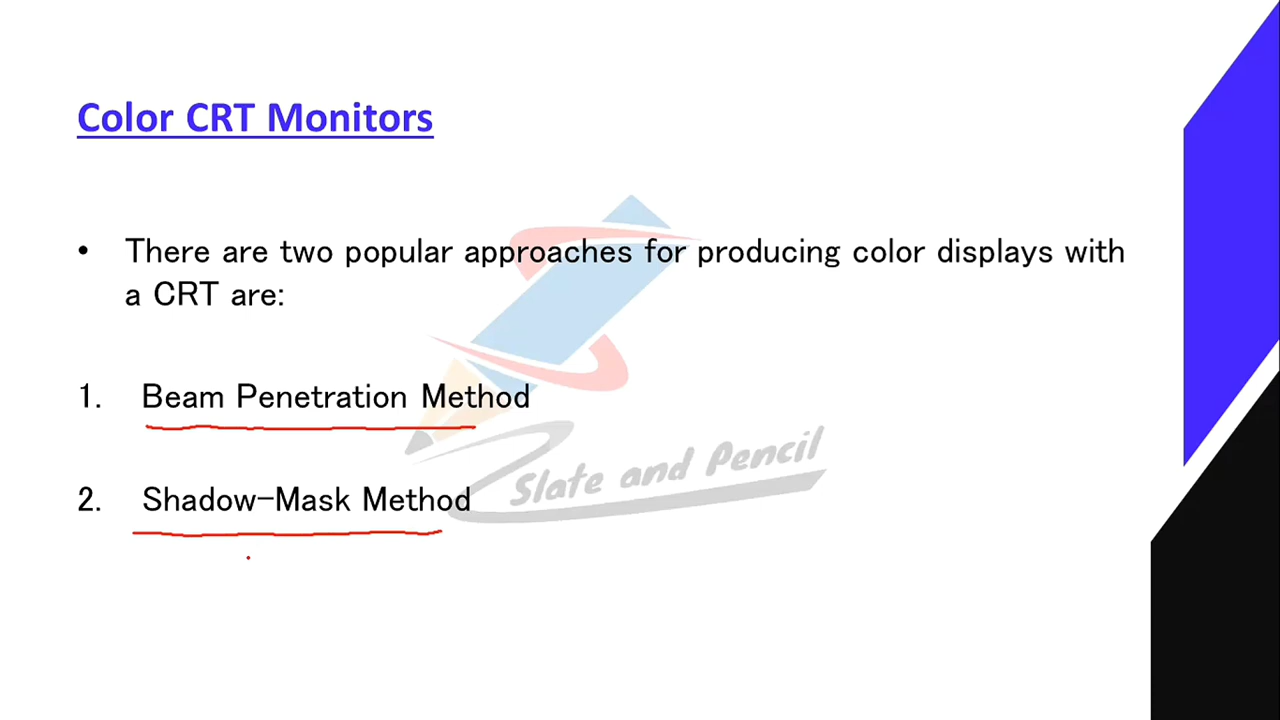 Color CRT Monitors
• There are two popular approaches for producing color displays with
a CRT are:
1. Beam Penetration Method
2. Shadow-Mask Method
Slate and Pencil